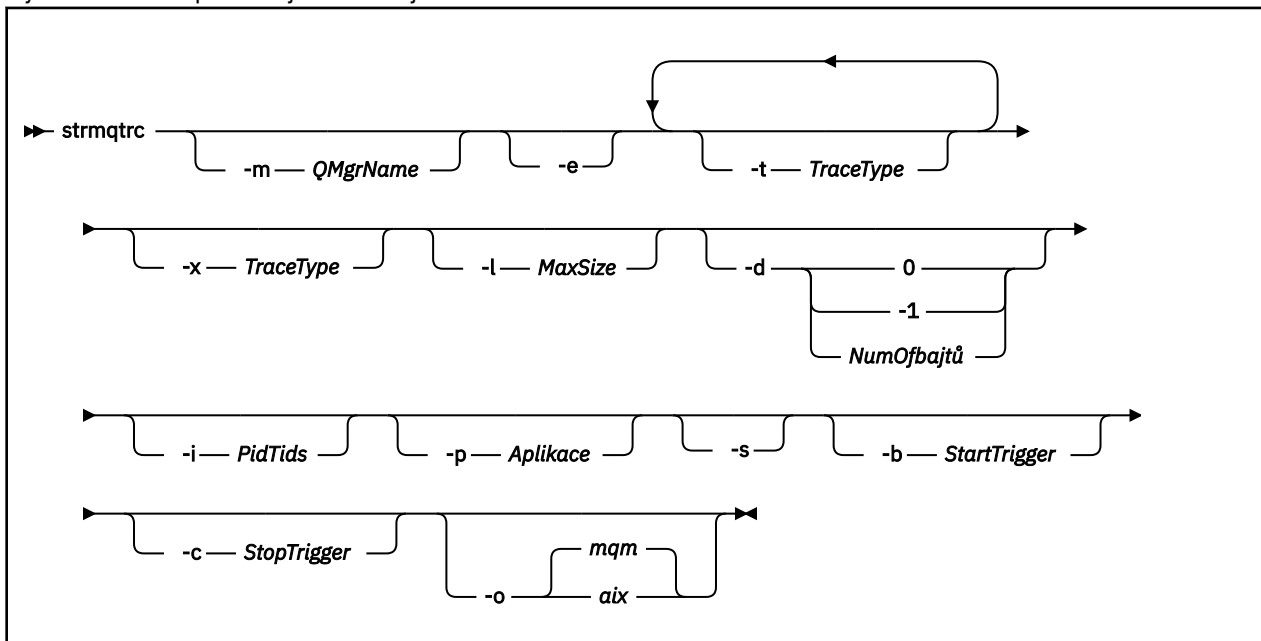 strmqtrc -m QMgrName -e -t TraceType
-x TraceType -l MaxSize -d 0
-1
NumOfbajtů
-i PidTids -p Aplikace -s -b StartTrigger
-c StopTrigger -o mqm
aix